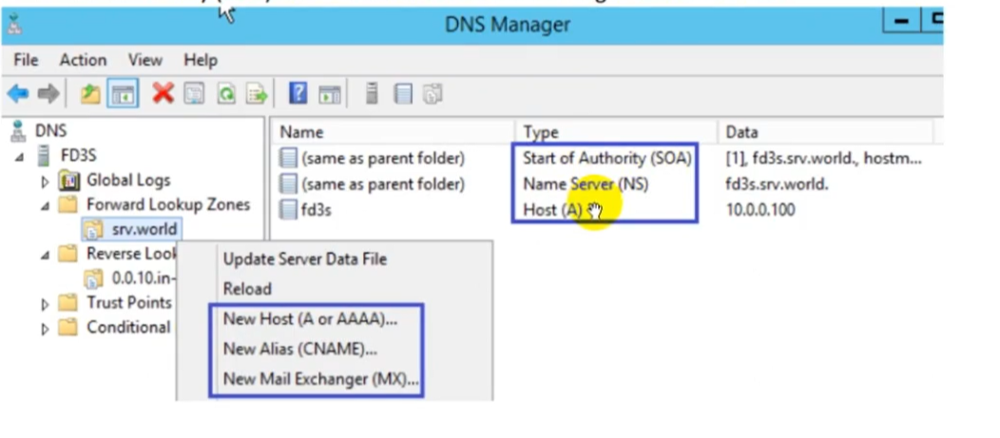 DNS Manager
File Action View Help
DNS
FD3S
Global Logs
Forward Lookup Zones
srv.world
Reverse Look
0.0.10.in-
Trust Points
Conditional
Name Type Data
(same as parent folder) Start of Authority (SOA) [1], fd3s.srv.world., hostm...
(same as parent folder) Name Server (NS) fd3s.srv.world.
fd3s Host (A) 10.0.0.100
Update Server Data File
Reload
New Host (A or AAAA)...
New Alias (CNAME)...
New Mail Exchanger (MX)...